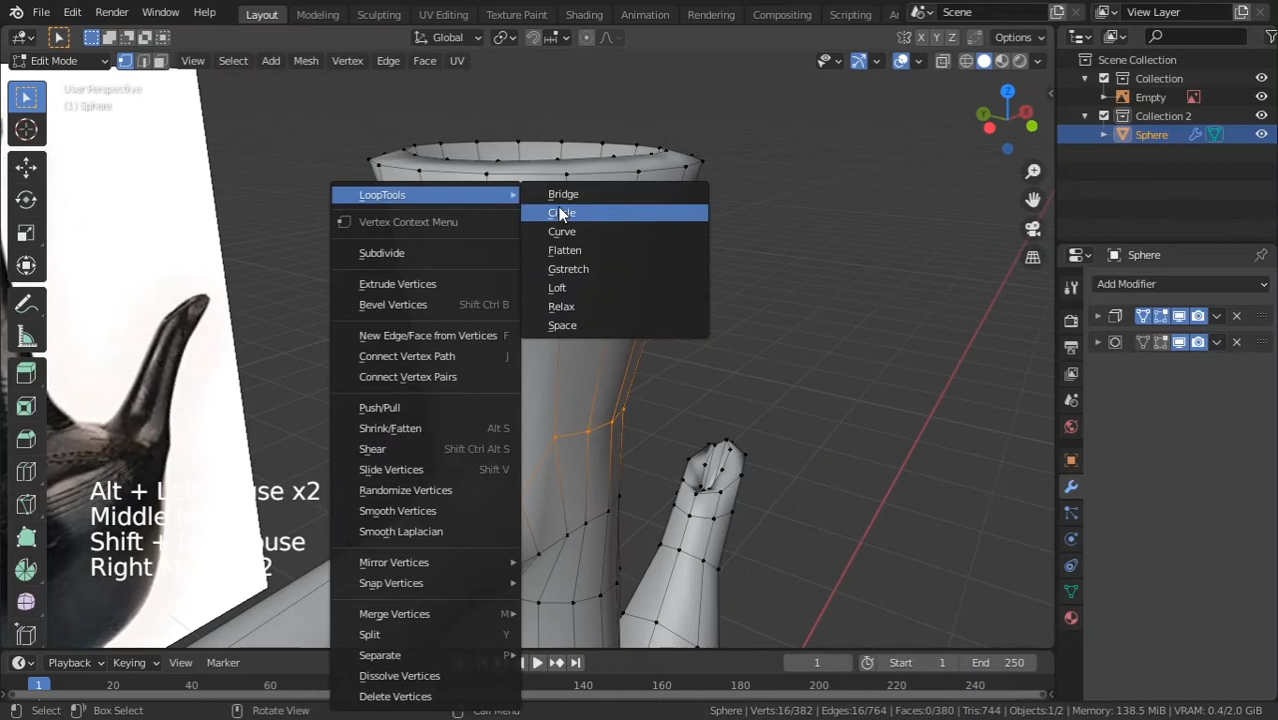 File Edit Render Window Help Layout Modeling Sculpting UV Editing Texture Paint Shading Animation Rendering Compositing Scripting Scene View Layer
Global X Y Z Options
Edit Mode View Select Add Mesh Vertex Edge Face UV
Scene Collection
Collection
Empty
Collection 2
Sphere
User Perspective
(1) Sphere
LoopTools
Vertex Context Menu
Subdivide
Extrude Vertices
Bevel Vertices Shift Ctrl B
New Edge/Face from Vertices F
Connect Vertex Path J
Connect Vertex Pairs
Push/Pull
Shrink/Fatten Alt S
Shear Shift Ctrl Alt S
Slide Vertices Shift V
Randomize Vertices
Smooth Vertices
Smooth Laplacian
Mirror Vertices
Snap Vertices
Merge Vertices M
Split Y
Separate P
Dissolve Vertices
Delete Vertices
Bridge
Circle
Curve
Flatten
Gstretch
Loft
Relax
Space
Sphere
Add Modifier
Alt + Le use x2
Middle M
Shift + ouse
Right M 2
Playback Keying View Marker 1 Start 1 End 250
1 20 40 60 80 100 120 140 160 180 200 220 240
Select Box Select Rotate View Call Menu Sphere | Verts:16/382 | Edges:16/764 | Faces:0/380 | Tris:744 | Objects:1/2 | Memory: 138.5 MiB | VRAM: 0.4/2.0 GiB